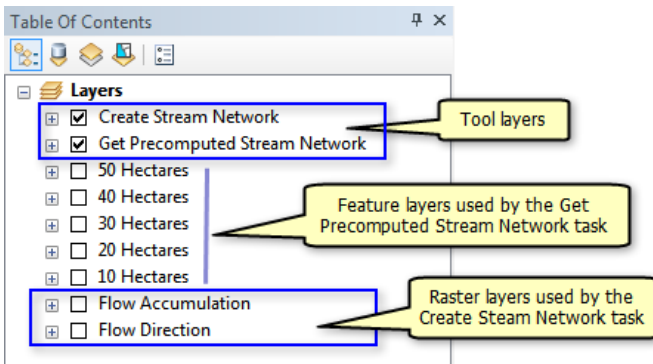 Table Of Contents
Layers
Create Stream Network
Get Precomputed Stream Network
50 Hectares
40 Hectares
30 Hectares
20 Hectares
10 Hectares
Flow Accumulation
Flow Direction
Tool layers
Feature layers used by the Get
Precomputed Stream Network task
Raster layers used by the
Create Steam Network task